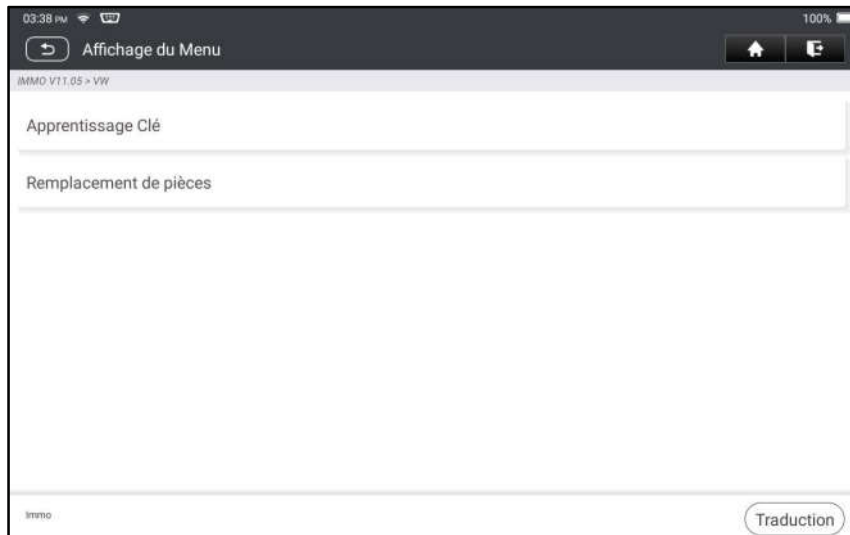 03:38 PM
100%
Affichage du Menu
IMMO V11.05 > VW
Apprentissage Clé
Remplacement de pièces
Immo
Traduction